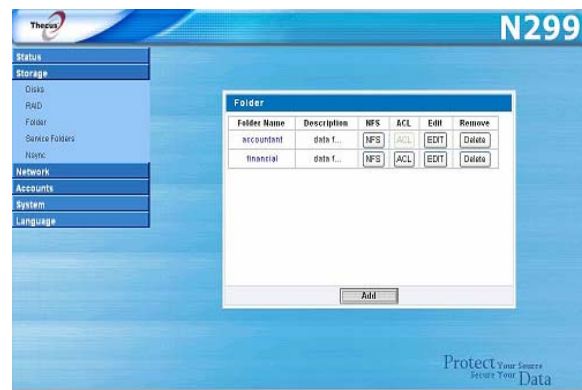 Thecus
N299
Status
Storage
Disks
RAID
Folder
Service Folders
Nsync
Network
Accounts
System
Language
Folder
Folder Name Description NFS ACL Edit Remove
accountant data f... NFS ACL EDIT Delete
financial data f... NFS ACL EDIT Delete
Add
Protect Your Source
Secure Your Data